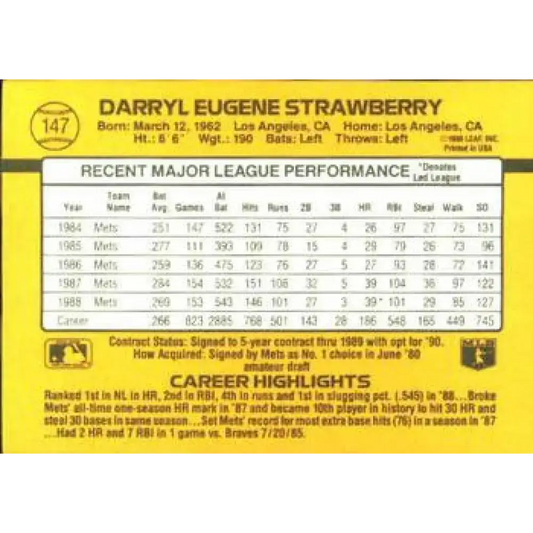 147
DARRYL EUGENE STRAWBERRY
Born: March 12, 1962 Los Angeles, CA Home: Los Angeles, CA
Ht.: 6'6" Wgt.: 190 Bats: Left Throws: Left
LEAF, INC.
Printed in USA
RECENT MAJOR LEAGUE PERFORMANCE *Denotes Led League
Year Team Name Bat Avg. Games At Bat Hits Runs 2B 3B HR RBI Steal Walk SO
1984 Mets .251 147 522 131 75 27 4 26 97 27 75 131
1985 Mets .277 111 393 109 78 15 4 29 79 26 73 96
1986 Mets .259 136 475 123 76 27 5 27 93 28 72 141
1987 Mets .284 154 532 151 108 32 5 39 104 36 97 122
1988 Mets .269 153 543 146 101 27 3 39* 101 29 85 127
Career .266 823 2885 768 501 143 28 186 548 165 449 745
Contract Status: Signed to 5-year contract thru 1989 with opt for '90.
How Acquired: Signed by Mets as No. 1 choice in June '80
amateur draft
CAREER HIGHLIGHTS
Ranked 1st in NL in HR, 2nd in RBI, 4th in runs and 1st in slugging pct. (.545) in '88...Broke
Mets' all-time one-season HR mark in '87 and became 10th player in history to hit 30 HR and
steal 30 bases in same season...Set Mets' record for most extra base hits (76) in a season in '87
...Had 2 HR and 7 RBI in 1 game vs. Braves 7/20/85.